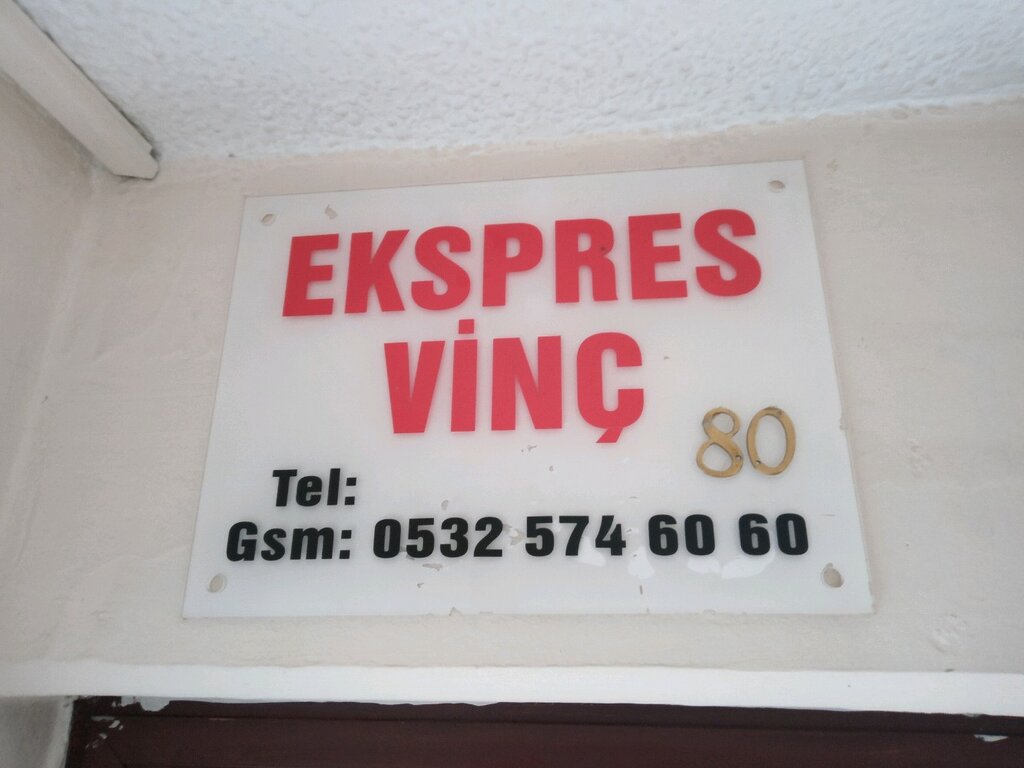 EKSPRES
VİNÇ
80
Tel:
Gsm: 0532 574 60 60